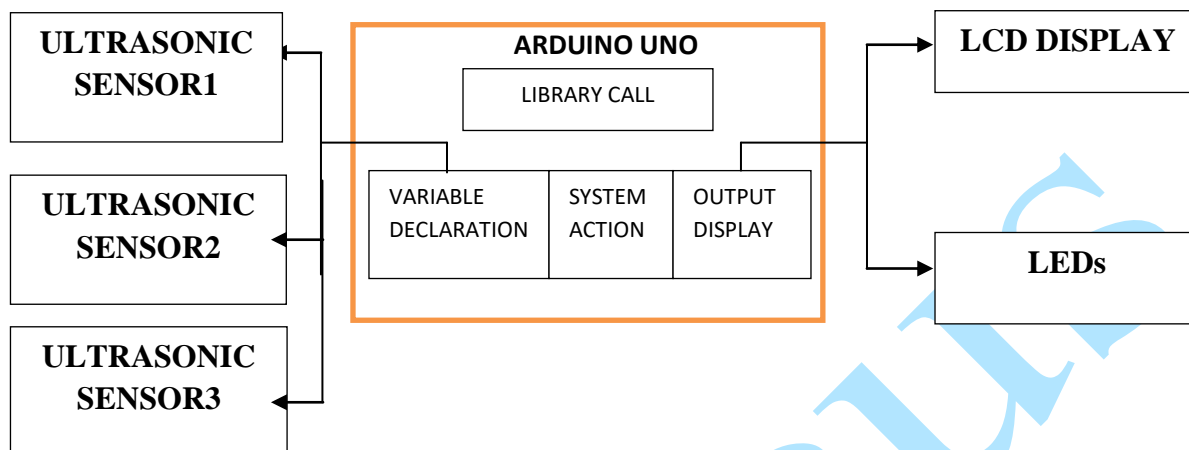 ULTRASONIC
SENSOR1
ULTRASONIC
SENSOR2
ULTRASONIC
SENSOR3
ARDUINO UNO
LIBRARY CALL
VARIABLE
DECLARATION
SYSTEM
ACTION
OUTPUT
DISPLAY
LCD DISPLAY
LEDs